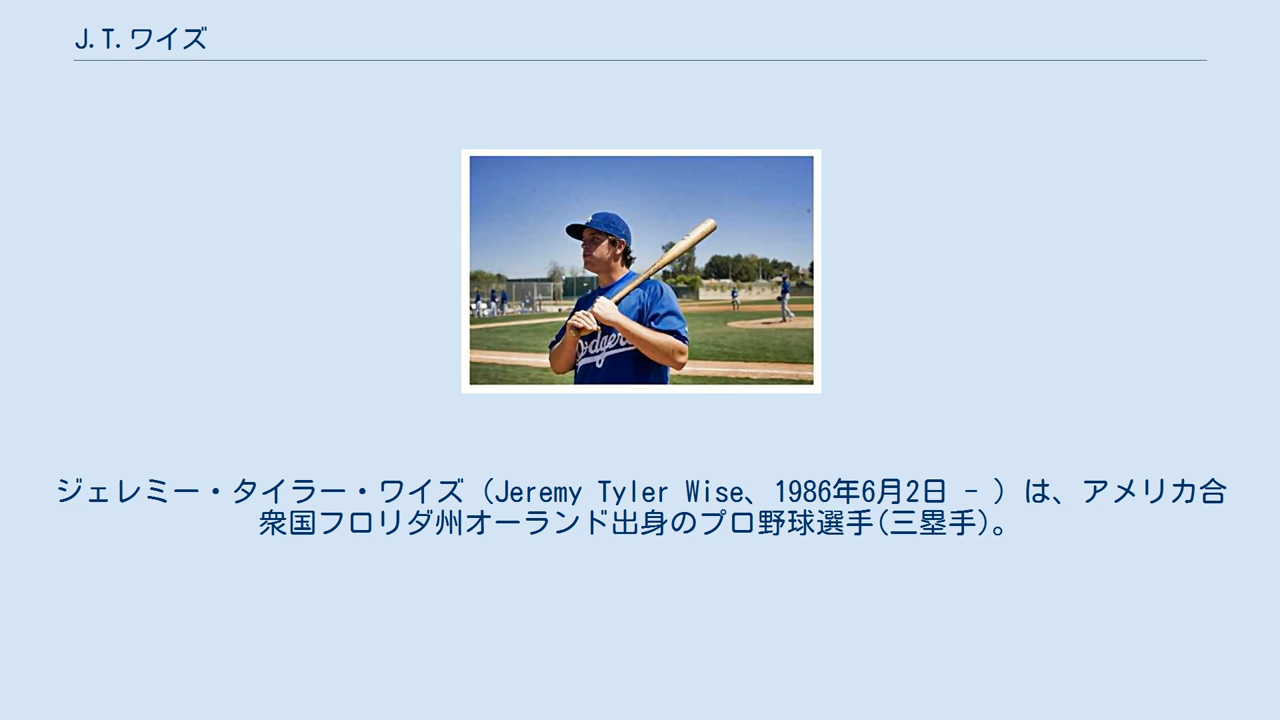 J.T.ワイズ
Dodgers
ジェレミー・タイラー・ワイズ（Jeremy Tyler Wise、1986年6月2日 - ）は、アメリカ合
衆国フロリダ州オーランド出身のプロ野球選手(三塁手)。